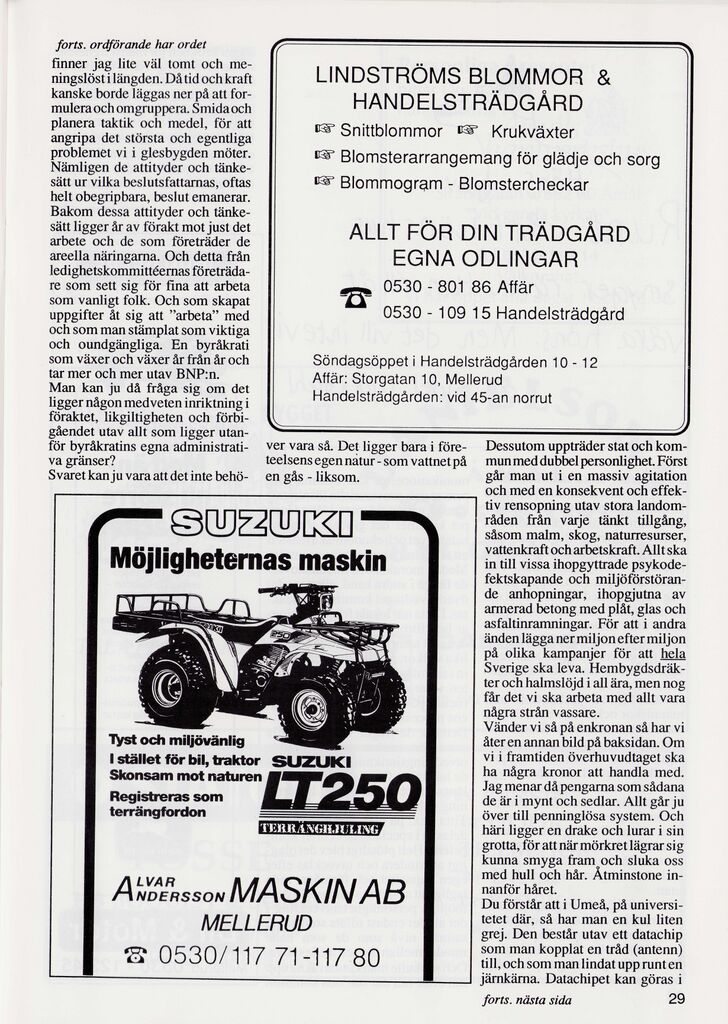 forts. ordförande har ordet
finner jag lite väl tomt och me-
ningslöst i längden. Då tid och kraft
kanske borde läggas ner på att for-
mulera och omgruppera. Smida och
planera taktik och medel, för att
angripa det största och egentliga
problemet vi i glesbygden möter.
Nämligen de attityder och tänke-
sätt ur vilka beslutsfattarnas, oftas
helt obegripbara, beslut emanerar.
Bakom dessa attityder och tänke-
sätt ligger år av förakt mot just det
arbete och de som företräder de
areella näringarna. Och detta från
ledighetskommittéernas företräda-
re som sett sig för fina att arbeta
som vanligt folk. Och som skapat
uppgifter åt sig att "arbeta" med
och som man stämplat som viktiga
och oundgängliga. En byråkrati
som växer och växer år från år och
tar mer och mer utav BNP:n.
Man kan ju då fråga sig om det
ligger någon medveten inriktning i
föraktet, likgiltigheten och förbi-
gåendet utav allt som ligger utan-
för byråkratins egna administrati-
va gränser?
Svaret kan ju vara att det inte behö-
LINDSTRÖMS BLOMMOR &
HANDELSTRÄDGÅRD
☞ Snittblommor ☞ Krukväxter
☞ Blomsterarrangemang för glädje och sorg
☞ Blommogram - Blomstercheckar
ALLT FÖR DIN TRÄDGÅRD
EGNA ODLINGAR
☎ 0530 - 801 86 Affär
0530 - 109 15 Handelsträdgård
Söndagsöppet i Handelsträdgården 10 - 12
Affär: Storgatan 10, Mellerud
Handelsträdgården: vid 45-an norrut
ver vara så. Det ligger bara i före-
teelsens egen natur - som vattnet på
en gås - liksom.
SUZUKI
Möjligheternas maskin
Tyst och miljövänlig
I stället för bil, traktor
Skonsam mot naturen
Registreras som
terrängfordon
SUZUKI
LT250
TERRÄNGHJULING
ALVAR
ANDERSSON MASKIN AB
MELLERUD
☎ 0530/117 71-117 80
Dessutom uppträder stat och kom-
mun med dubbel personlighet. Först
går man ut i en massiv agitation
och med en konsekvent och effek-
tiv rensopning utav stora landom-
råden från varje tänkt tillgång,
såsom malm, skog, naturresurser,
vattenkraft och arbetskraft. Allt ska
in till vissa ihopgyttrade psykode-
fektskapande och miljöförstöran-
de anhopningar, ihopgjutna av
armerad betong med plåt, glas och
asfaltinramningar. För att i andra
änden lägga ner miljon efter miljon
på olika kampanjer för att hela
Sverige ska leva. Hembygdsdräk-
ter och halmslöjd i all ära, men nog
får det vi ska arbeta med allt vara
några strån vassare.
Vänder vi så på enkronan så har vi
åter en annan bild på baksidan. Om
vi i framtiden överhuvudtaget ska
ha några kronor att handla med.
Jag menar då pengarna som sådana
de är i mynt och sedlar. Allt går ju
över till penninglösa system. Och
häri ligger en drake och lurar i sin
grotta, för att när mörkret lägrar sig
kunna smyga fram och sluka oss
med hull och hår. Åtminstone in-
nanför håret.
Du förstår att i Umeå, på universi-
tetet där, så har man en kul liten
grej. Den består utav ett datachip
som man kopplat en tråd (antenn)
till, och som man lindat upp runt en
järnkärna. Datachipet kan göras i
forts. nästa sida
29